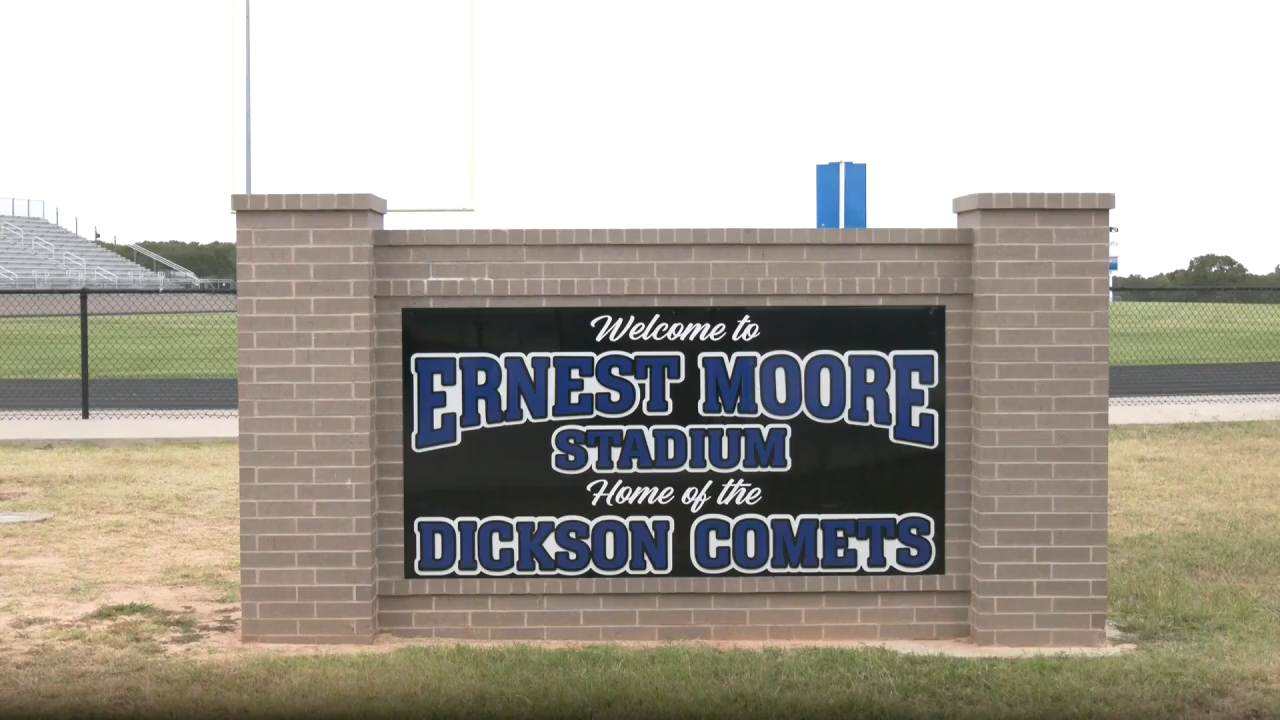 Welcome to
ERNEST MOORE
STADIUM
Home of the
DICKSON COMETS